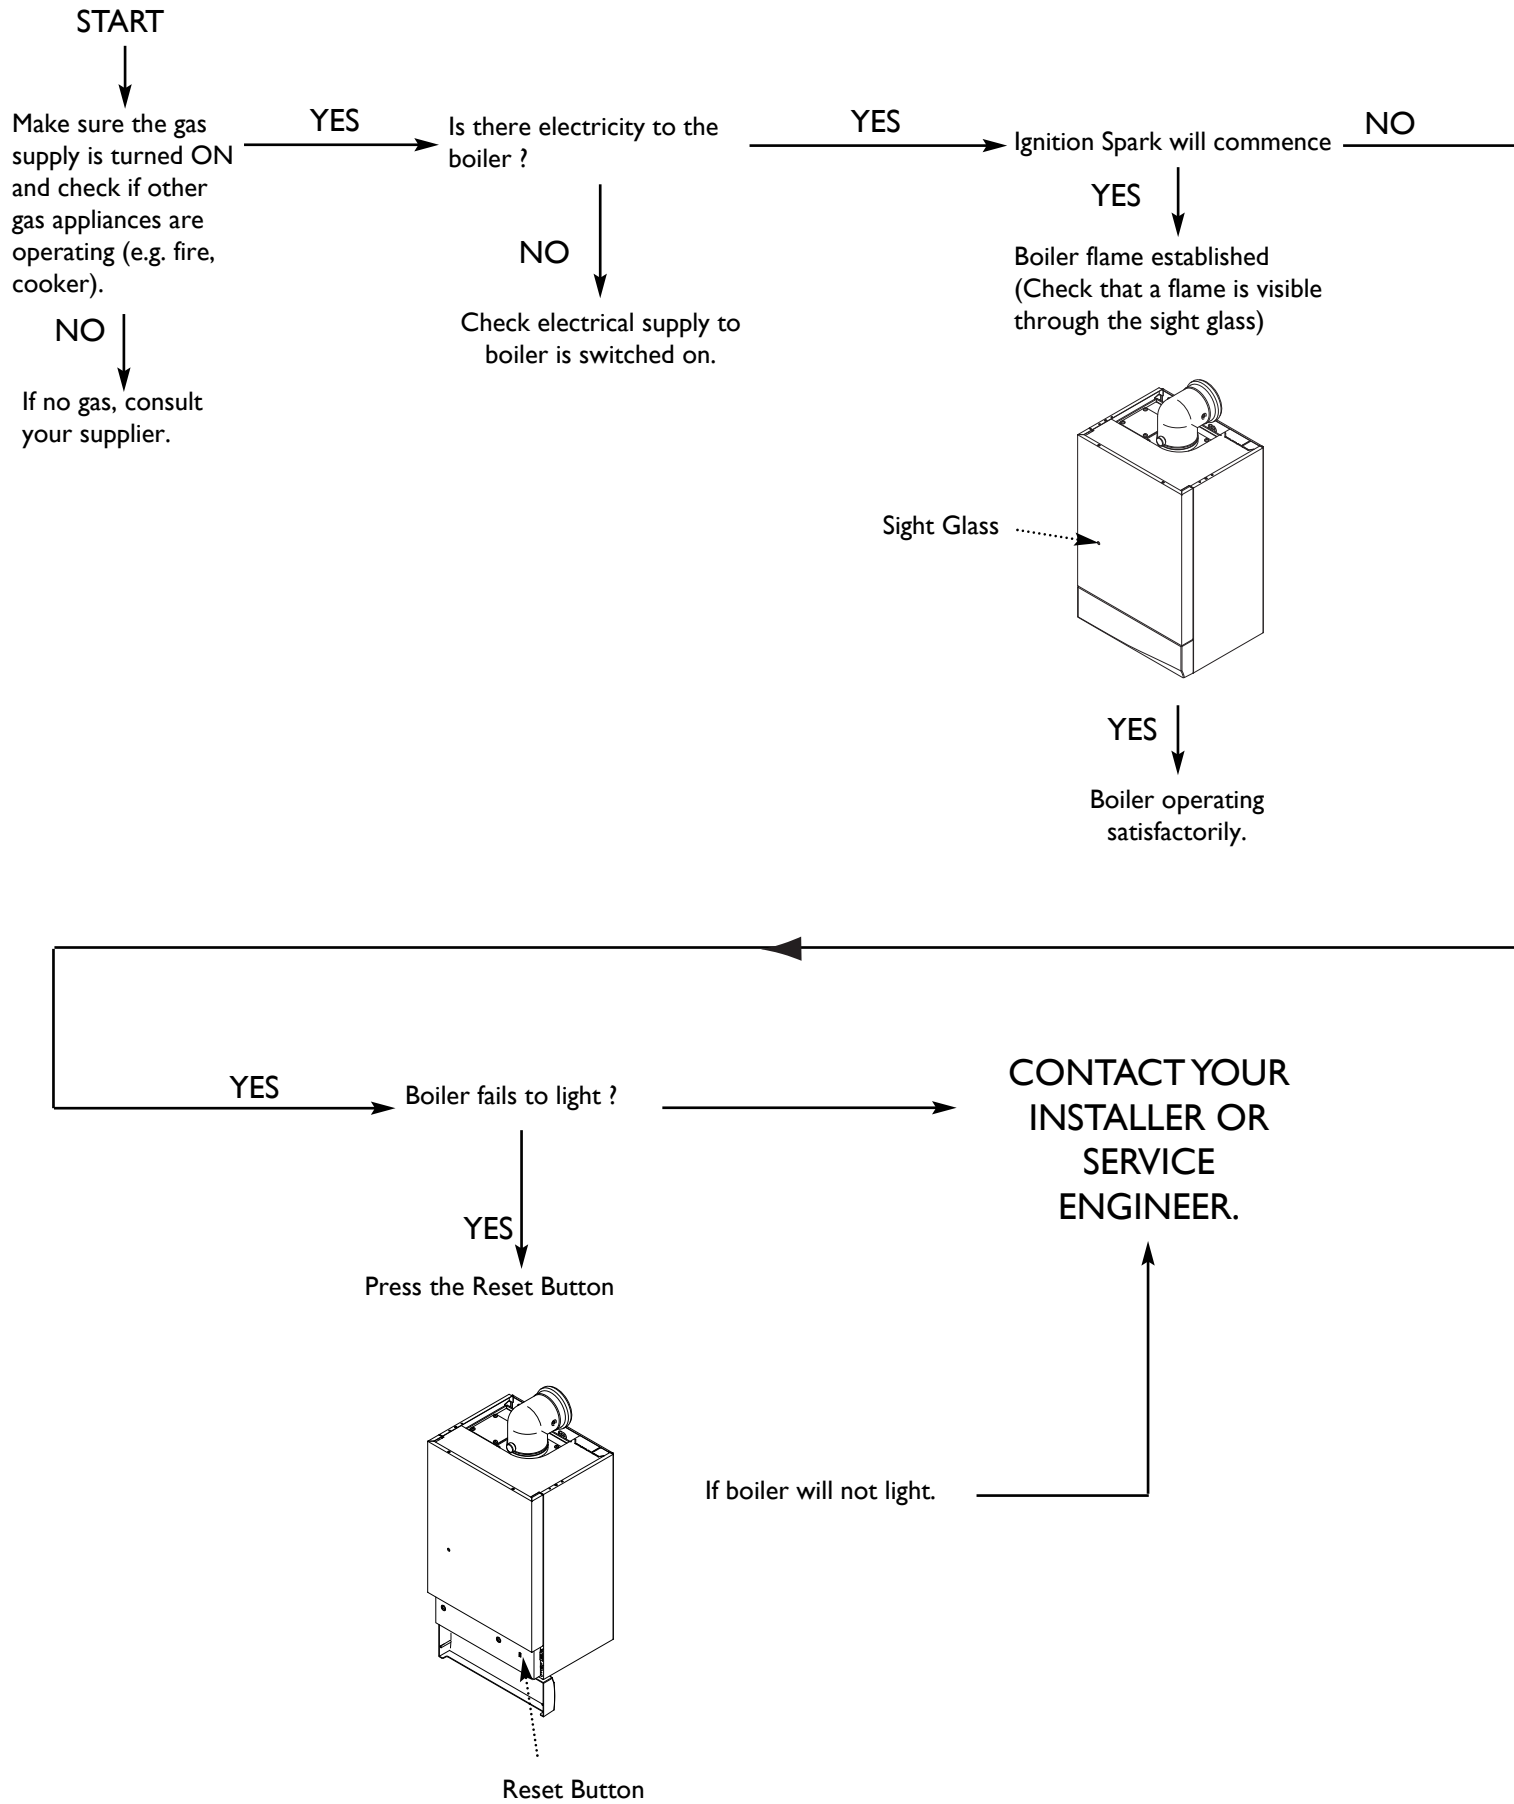 START
Make sure the gas
supply is turned ON
and check if other
gas appliances are
operating (e.g. fire,
cooker).
YES
Is there electricity to the
boiler ?
YES
Ignition Spark will commence
NO
NO
If no gas, consult
your supplier.
NO
Check electrical supply to
boiler is switched on.
YES
Boiler flame established
(Check that a flame is visible
through the sight glass)
Sight Glass
YES
Boiler operating
satisfactorily.
YES
Boiler fails to light ?
CONTACT YOUR
INSTALLER OR
SERVICE
ENGINEER.
YES
Press the Reset Button
If boiler will not light.
Reset Button